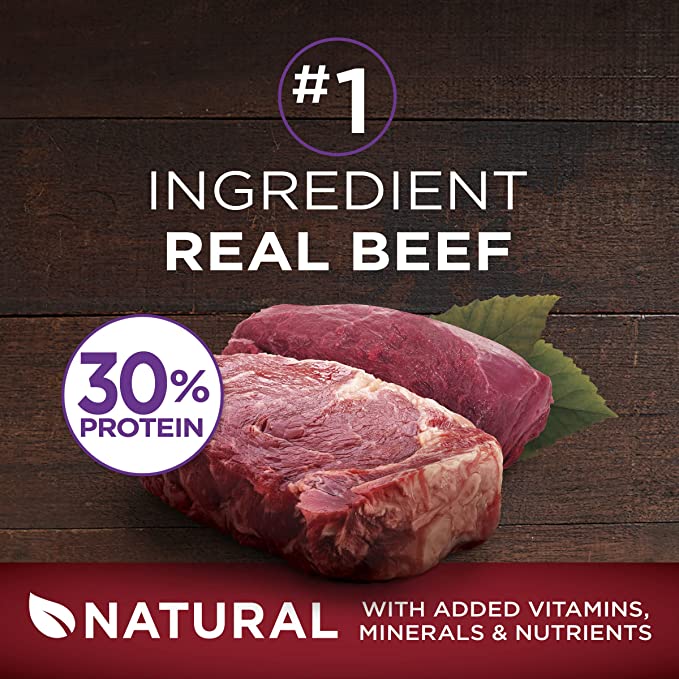 #1
INGREDIENT
REAL BEEF
30%
PROTEIN
NATURAL
WITH ADDED VITAMINS,
MINERALS & NUTRIENTS